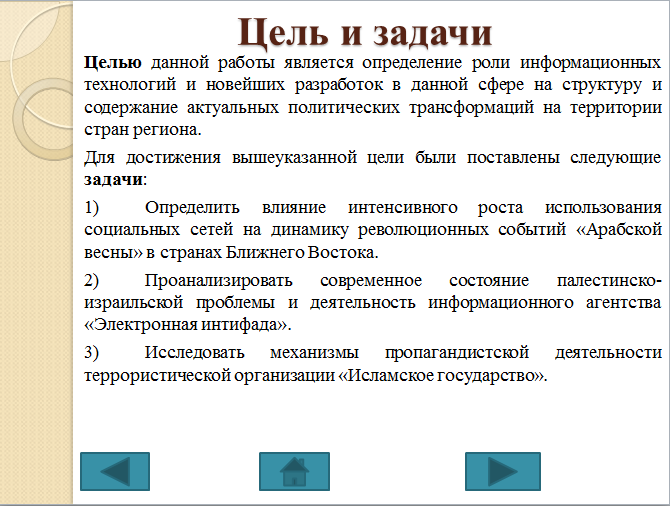 Цель и задачи
Целью данной работы является определение роли информационных
технологий и новейших разработок в данной сфере на структуру и
содержание актуальных политических трансформаций на территории
стран региона.
Для достижения вышеуказанной цели были поставлены следующие
задачи:
1) Определить влияние интенсивного роста использования
социальных сетей на динамику революционных событий «Арабской
весны» в странах Ближнего Востока.
2) Проанализировать современное состояние палестинско-
израильской проблемы и деятельность информационного агентства
«Электронная интифада».
3) Исследовать механизмы пропагандистской деятельности
террористической организации «Исламское государство».